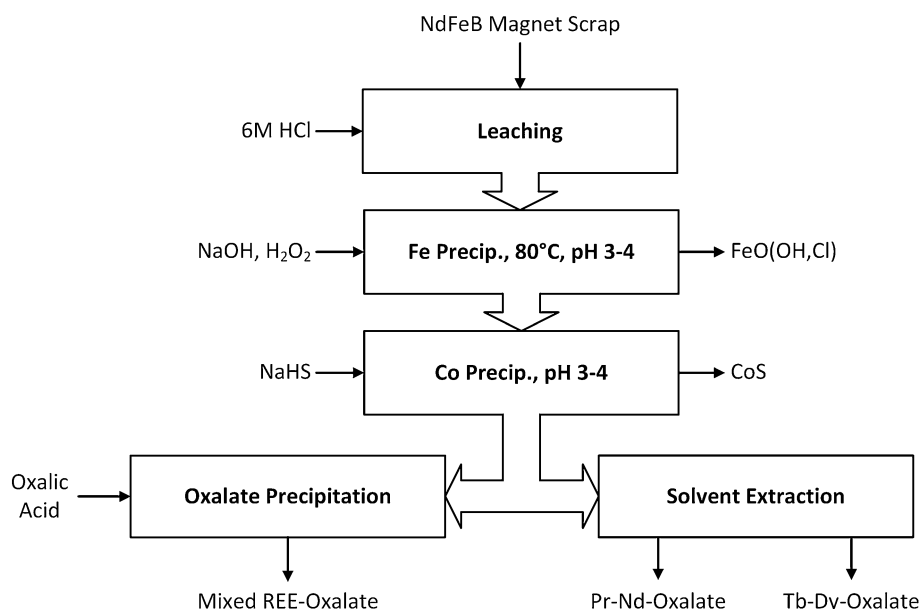 NdFeB Magnet Scrap
6M HCl
Leaching
NaOH, H₂O₂
Fe Precip., 80°C, pH 3-4
FeO(OH,Cl)
NaHS
Co Precip., pH 3-4
CoS
Oxalic
Acid
Oxalate Precipitation
Solvent Extraction
Mixed REE-Oxalate
Pr-Nd-Oxalate
Tb-Dv-Oxalate